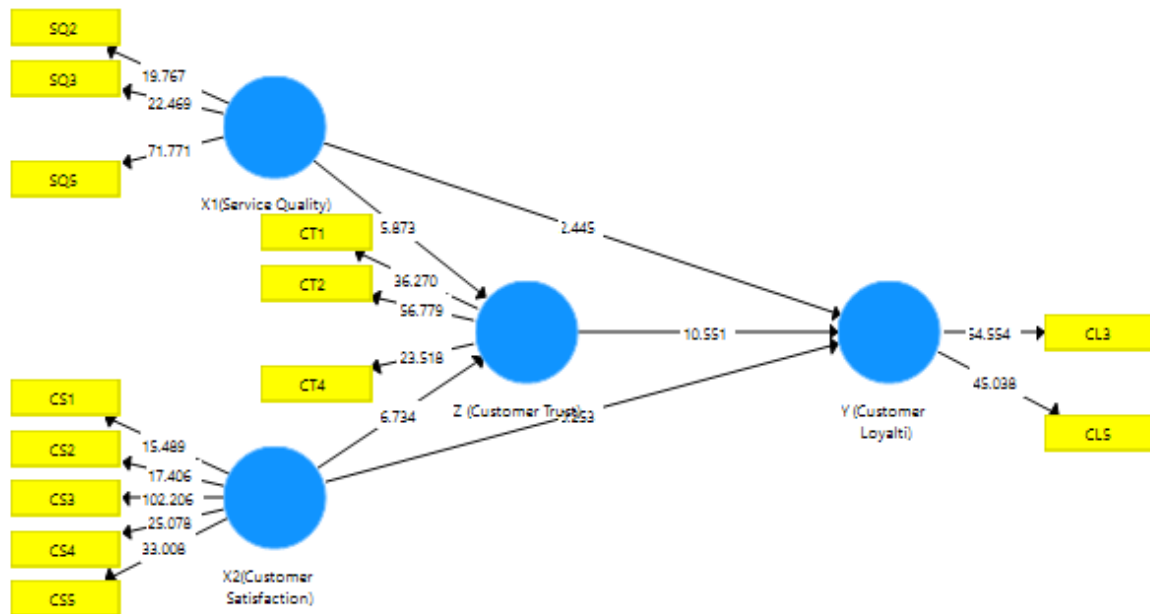 SQ2
19.767
SQ3
22.469
71.771
SQ5
X1(Service Quality)
CT1
5.873
2.445
36.270
CT2
56.779
10.551
54.554
CL3
23.518
CT4
45.038
CS1
6.734
Z (Customer Trust)
Y (Customer
Loyalti)
CL5
15.489
CS2
17.406
CS3
102.206
25.078
CS4
33.008
X2(Customer
Satisfaction)
CS5